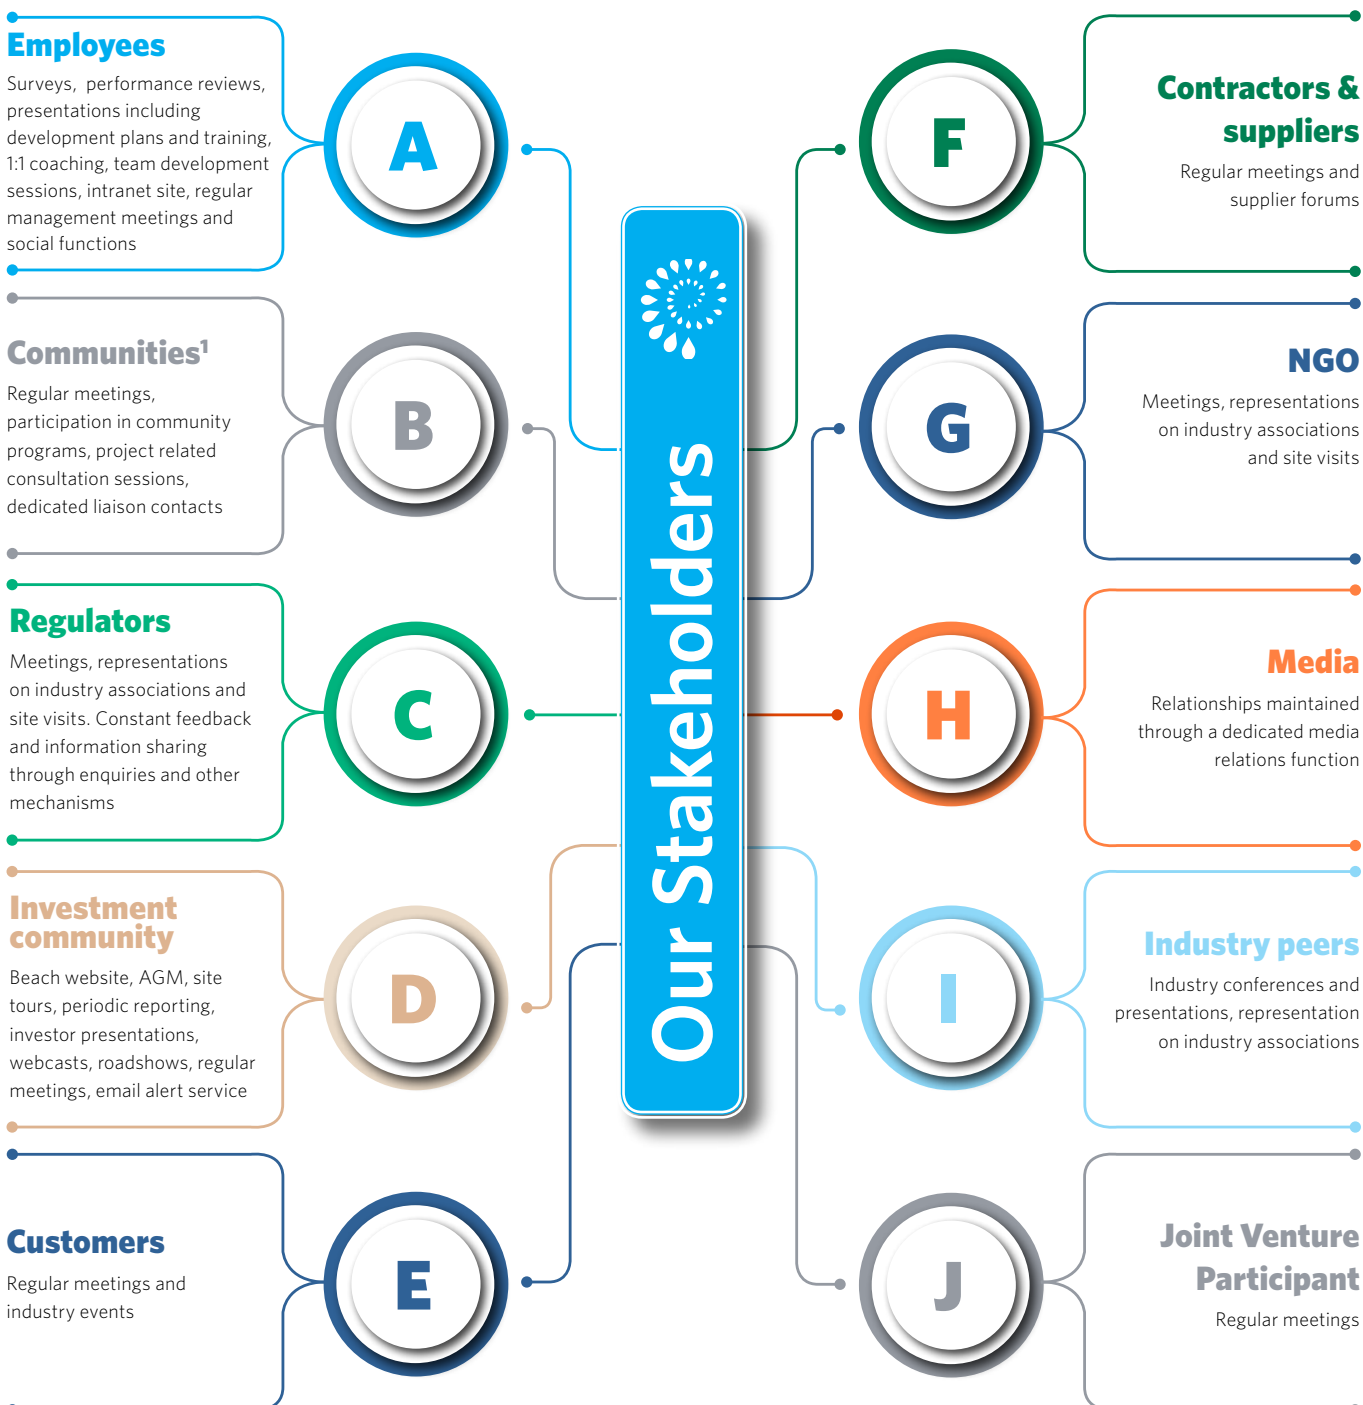 Employees
Surveys, performance reviews,
presentations including
development plans and training,
1:1 coaching, team development
sessions, intranet site, regular
management meetings and
social functions
A
Communities¹
Regular meetings,
participation in community
programs, project related
consultation sessions,
dedicated liaison contacts
B
Regulators
Meetings, representations
on industry associations and
site visits. Constant feedback
and information sharing
through enquiries and other
mechanisms
C
Investment
community
Beach website, AGM, site
tours, periodic reporting,
investor presentations,
webcasts, roadshows, regular
meetings, email alert service
D
Customers
Regular meetings and
industry events
E
Our Stakeholders
F
Contractors &
suppliers
Regular meetings and
supplier forums
G
NGO
Meetings, representations
on industry associations
and site visits
H
Media
Relationships maintained
through a dedicated media
relations function
I
Industry peers
Industry conferences and
presentations, representation
on industry associations
J
Joint Venture
Participant
Regular meetings